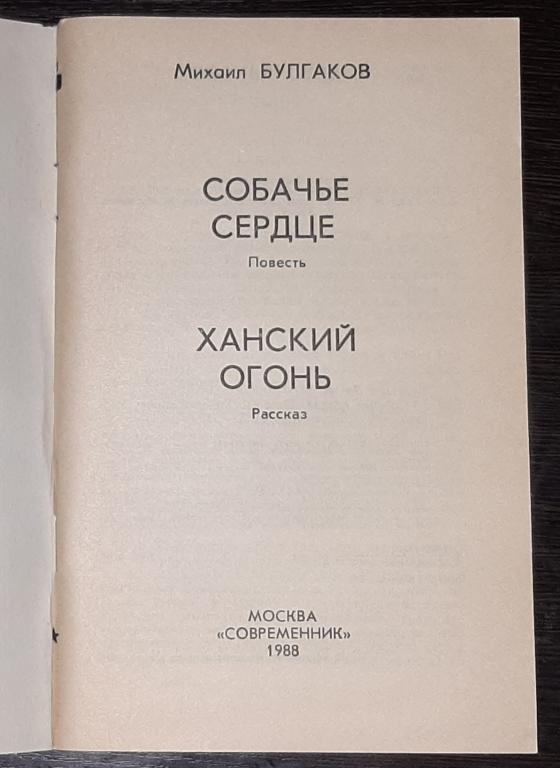 Михаил БУЛГАКОВ
СОБАЧЬЕ
СЕРДЦЕ
Повесть
ХАНСКИЙ
ОГОНЬ
Рассказ
МОСКВА
«СОВРЕМЕННИК»
1988